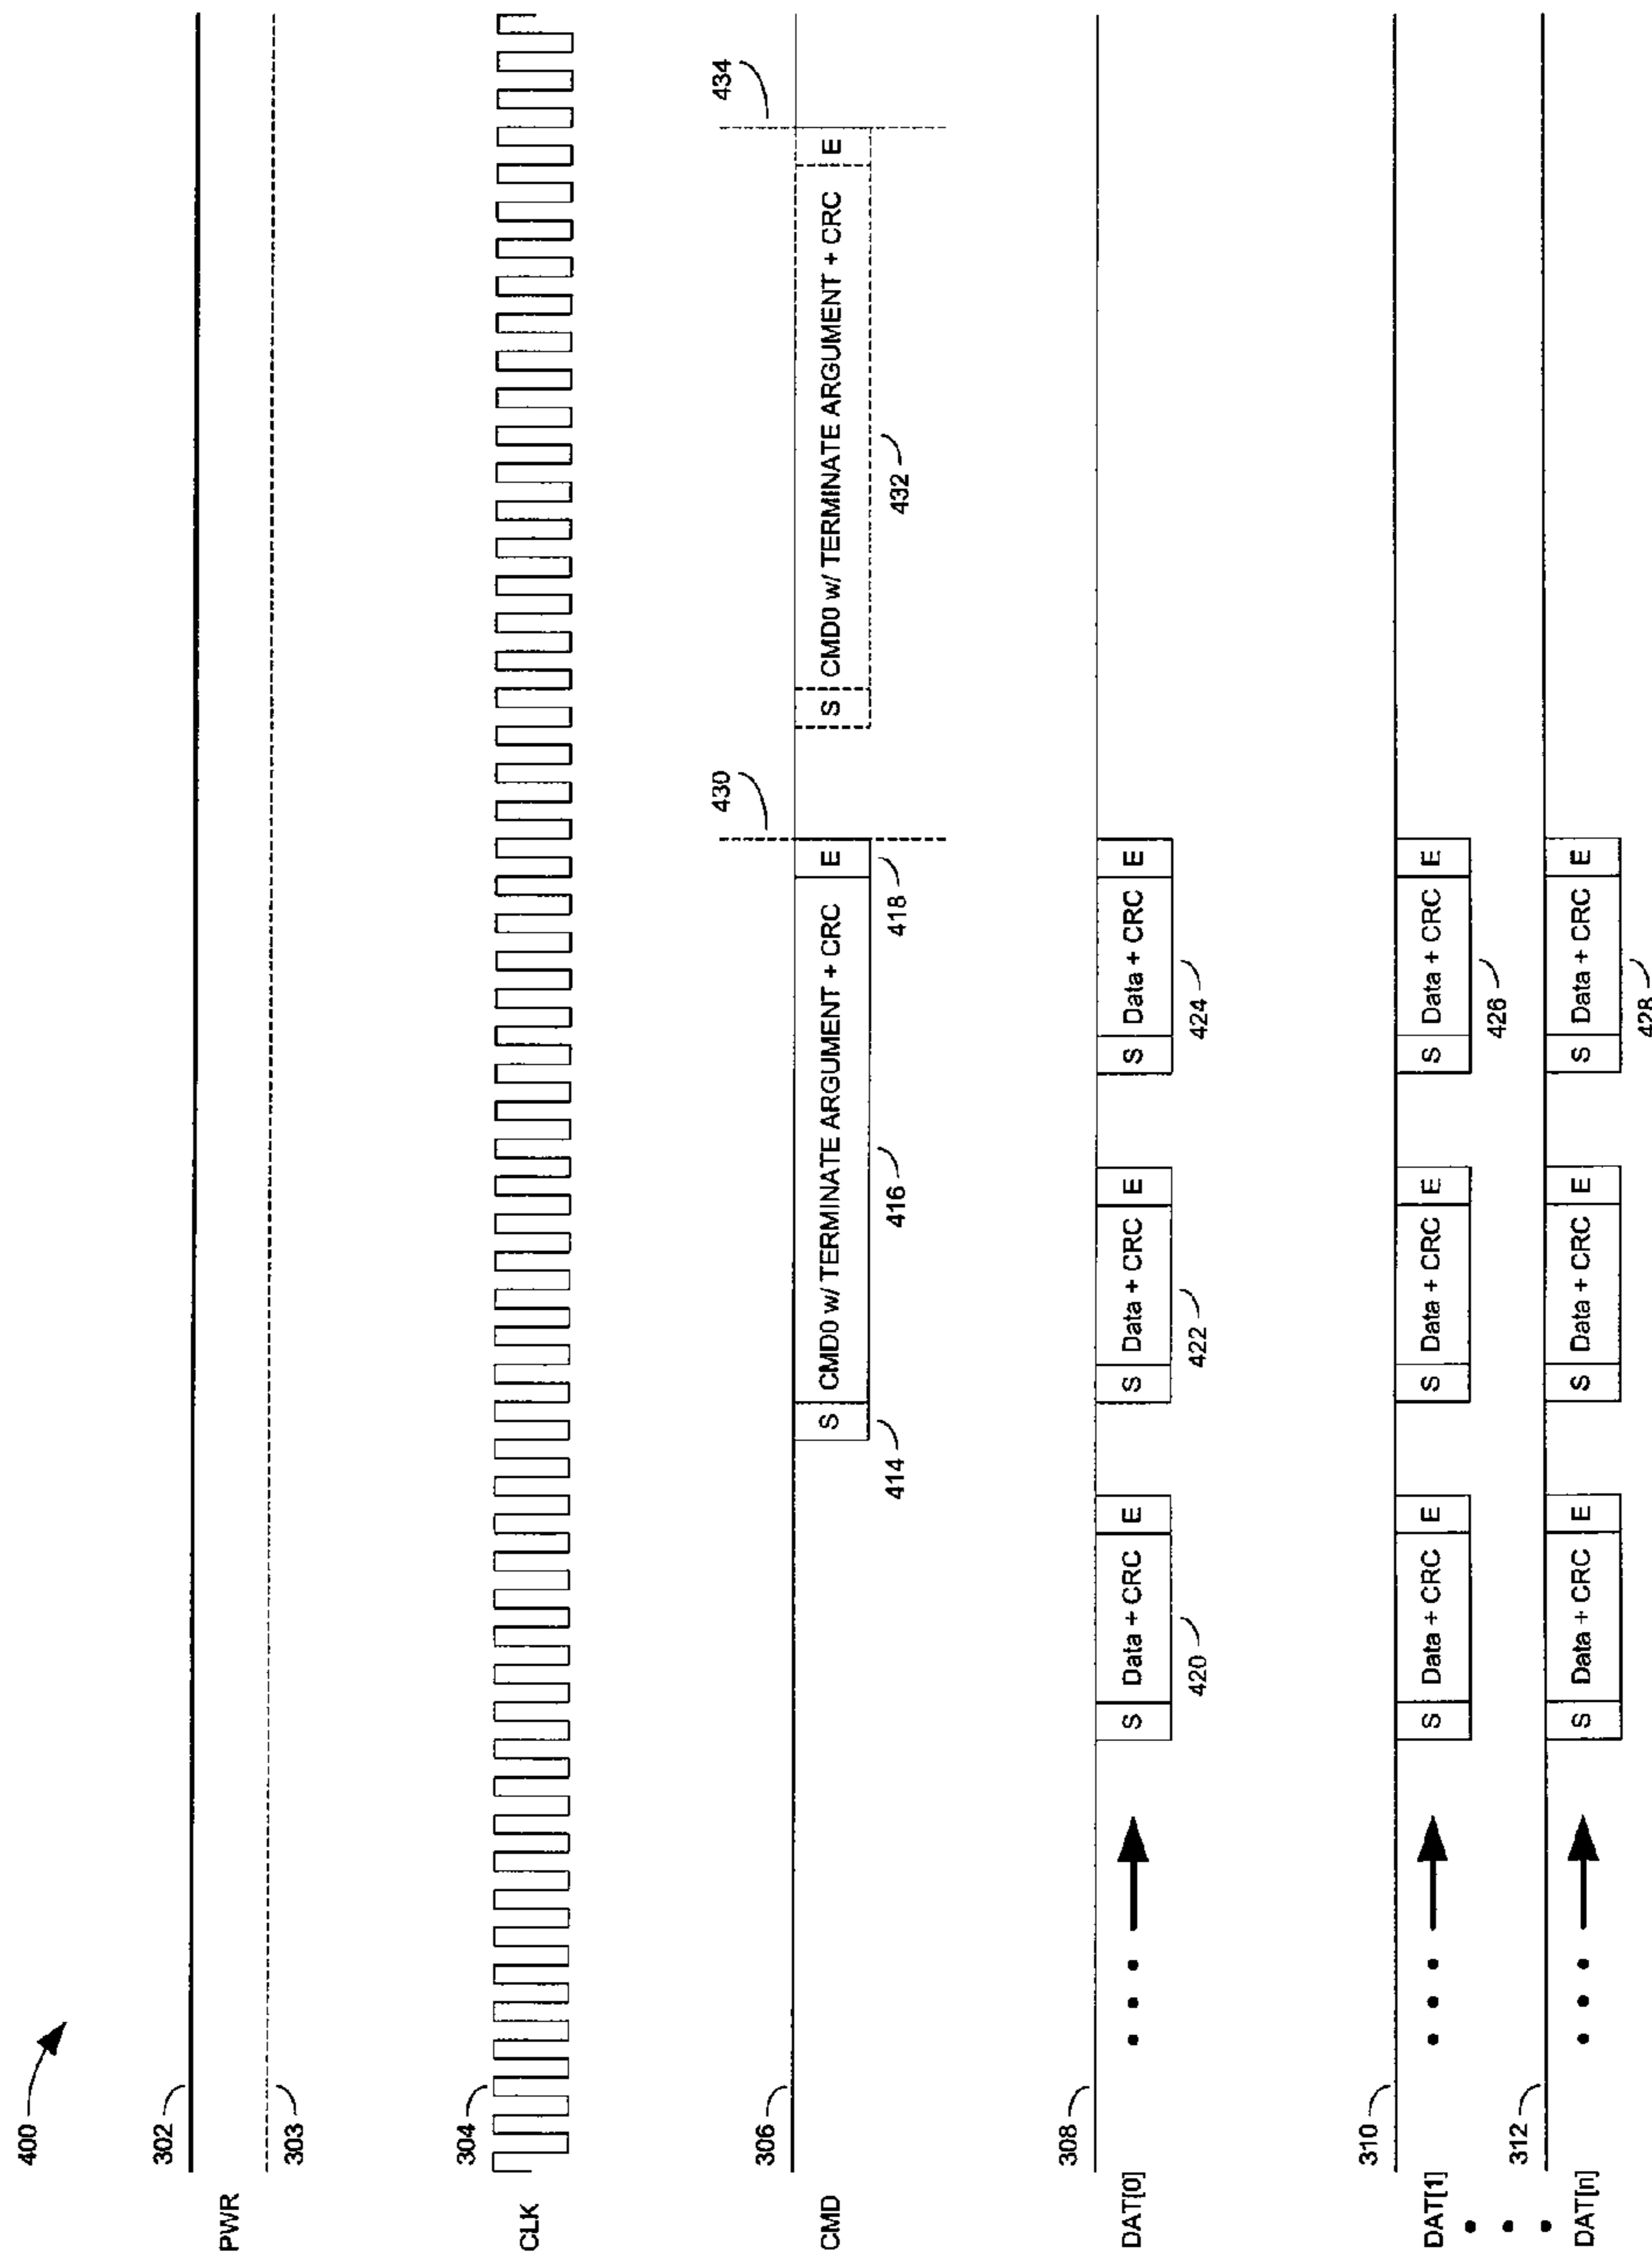 400
PWR
302
303
CLK
304
CMD
306
S CMD0 w/ TERMINATE ARGUMENT + CRC E
414
416
418
430
S CMD0 w/ TERMINATE ARGUMENT + CRC E
432
434
DAT[0]
308
S Data + CRC E
S Data + CRC E
S Data + CRC E
420
422
424
DAT[1]
310
S Data + CRC E
S Data + CRC E
S Data + CRC E
426
DAT[n]
312
S Data + CRC E
S Data + CRC E
S Data + CRC E
428